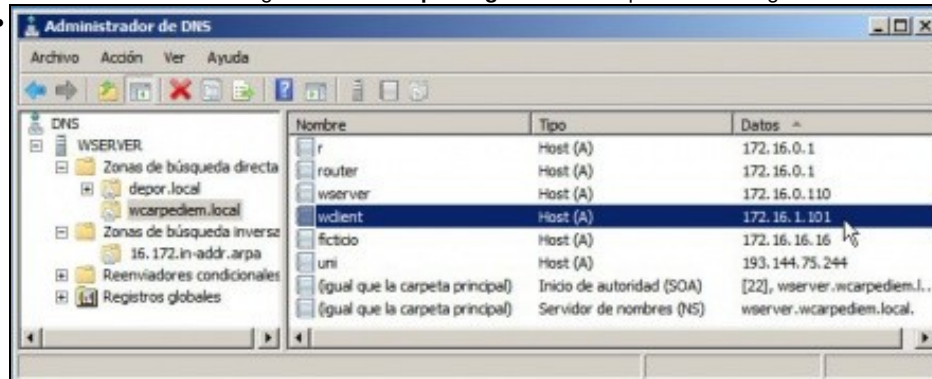 Administrador de DNS
Archivo Acción Ver Ayuda
DNS
WSERVER
Zonas de búsqueda directa
depor.local
wcarpediem.local
Zonas de búsqueda inversa
16.172.in-addr.arpa
Reenviadores condicionales
Registros globales
Nombre Tipo Datos
r Host (A) 172.16.0.1
router Host (A) 172.16.0.1
wserver Host (A) 172.16.0.110
wclient Host (A) 172.16.1.101
ficticio Host (A) 172.16.16.16
uni Host (A) 193.144.75.244
(igual que la carpeta principal) Inicio de autoridad (SOA) [22], wserver.wcarpediem.l...
(igual que la carpeta principal) Servidor de nombres (NS) wserver.wcarpediem.local.